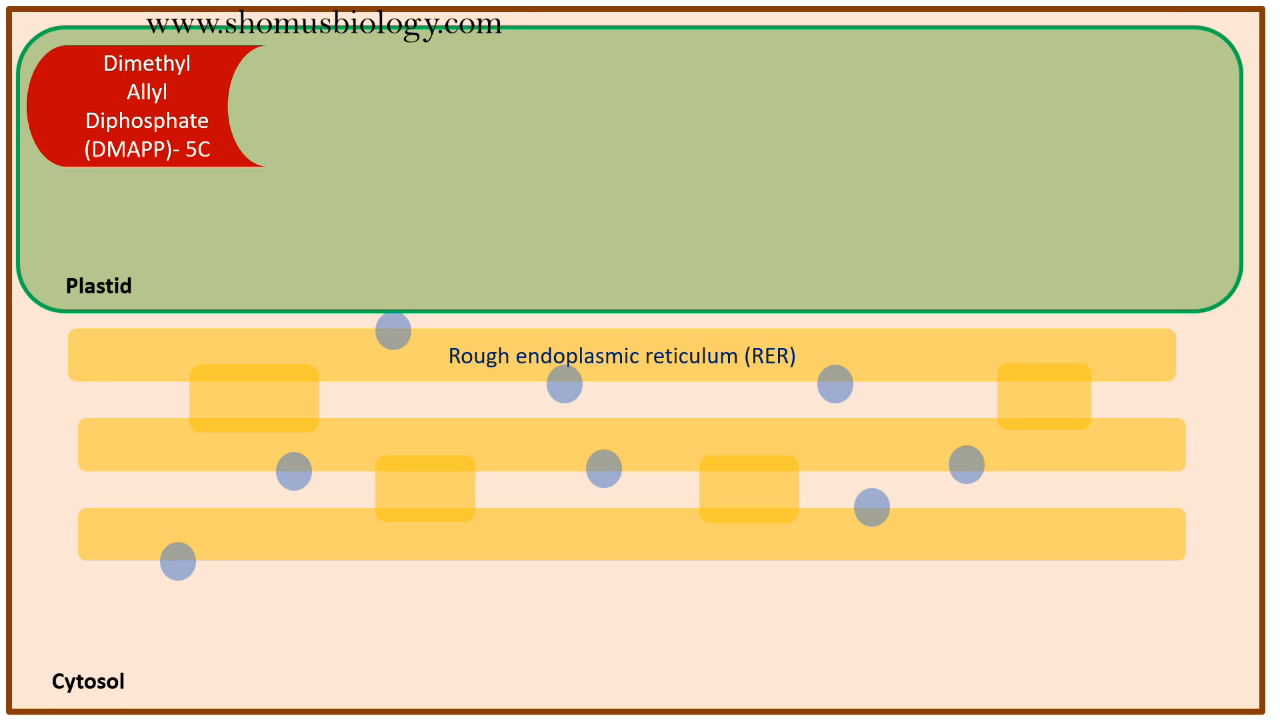 www.shomusbiology.com
Dimethyl
Allyl
Diphosphate
(DMAPP)- 5C
Plastid
Rough endoplasmic reticulum (RER)
Cytosol